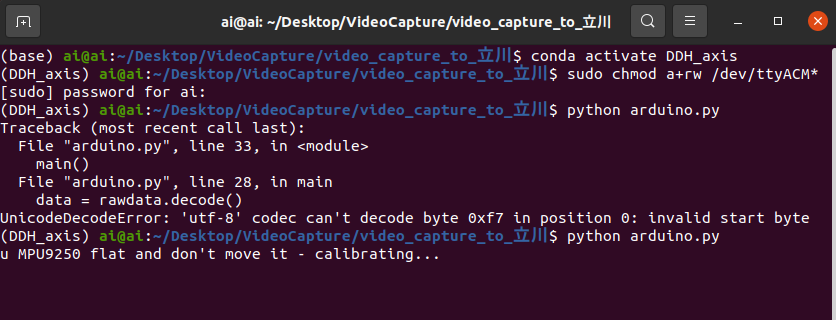 ai@ai: ~/Desktop/VideoCapture/video_capture_to_立川
(base) ai@ai:~/Desktop/VideoCapture/video_capture_to_立川$ conda activate DDH_axis
(DDH_axis) ai@ai:~/Desktop/VideoCapture/video_capture_to_立川$ sudo chmod a+rw /dev/ttyACM*
[sudo] password for ai:
(DDH_axis) ai@ai:~/Desktop/VideoCapture/video_capture_to_立川$ python arduino.py
Traceback (most recent call last):
  File "arduino.py", line 33, in <module>
    main()
  File "arduino.py", line 28, in main
    data = rawdata.decode()
UnicodeDecodeError: 'utf-8' codec can't decode byte 0xf7 in position 0: invalid start byte
(DDH_axis) ai@ai:~/Desktop/VideoCapture/video_capture_to_立川$ python arduino.py
u MPU9250 flat and don't move it - calibrating...